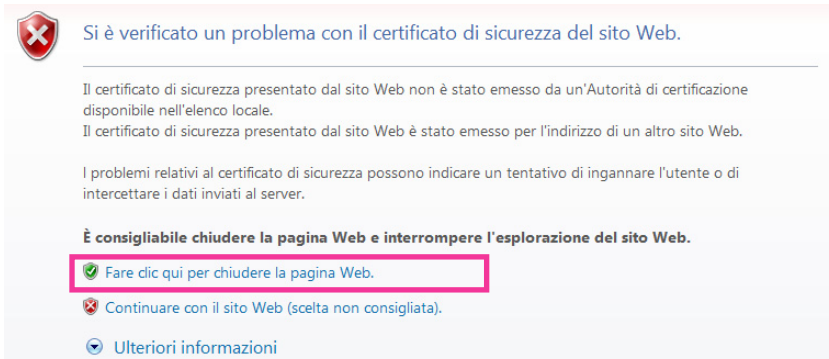 Si è verificato un problema con il certificato di sicurezza del sito Web.
Il certificato di sicurezza presentato dal sito Web non è stato emesso da un'Autorità di certificazione
disponibile nell'elenco locale.
Il certificato di sicurezza presentato dal sito Web è stato emesso per l'indirizzo di un altro sito Web.
I problemi relativi al certificato di sicurezza possono indicare un tentativo di ingannare l'utente o di
intercettare i dati inviati al server.
È consigliabile chiudere la pagina Web e interrompere l'esplorazione del sito Web.
Fare clic qui per chiudere la pagina Web.
Continuare con il sito Web (scelta non consigliata).
Ulteriori informazioni